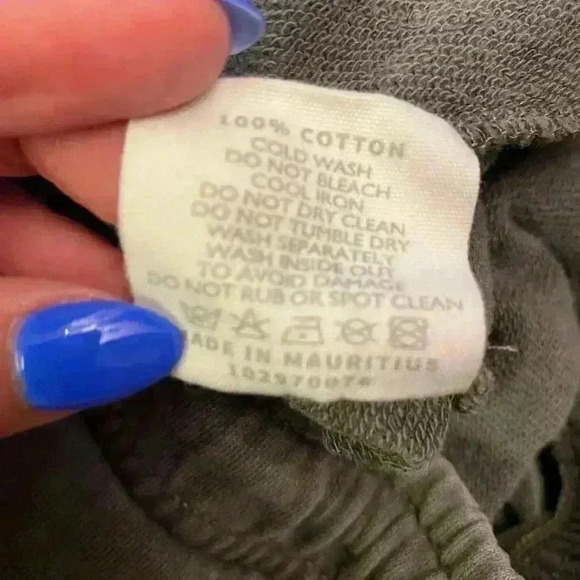 100% COTTON
COLD WASH
DO NOT BLEACH
COOL IRON
DO NOT DRY CLEAN
DO NOT TUMBLE DRY
WASH SEPARATELY
WASH INSIDE OUT
TO AVOID DAMAGE
DO NOT RUB OR SPOT CLEAN
ADE IN MAURITIUS